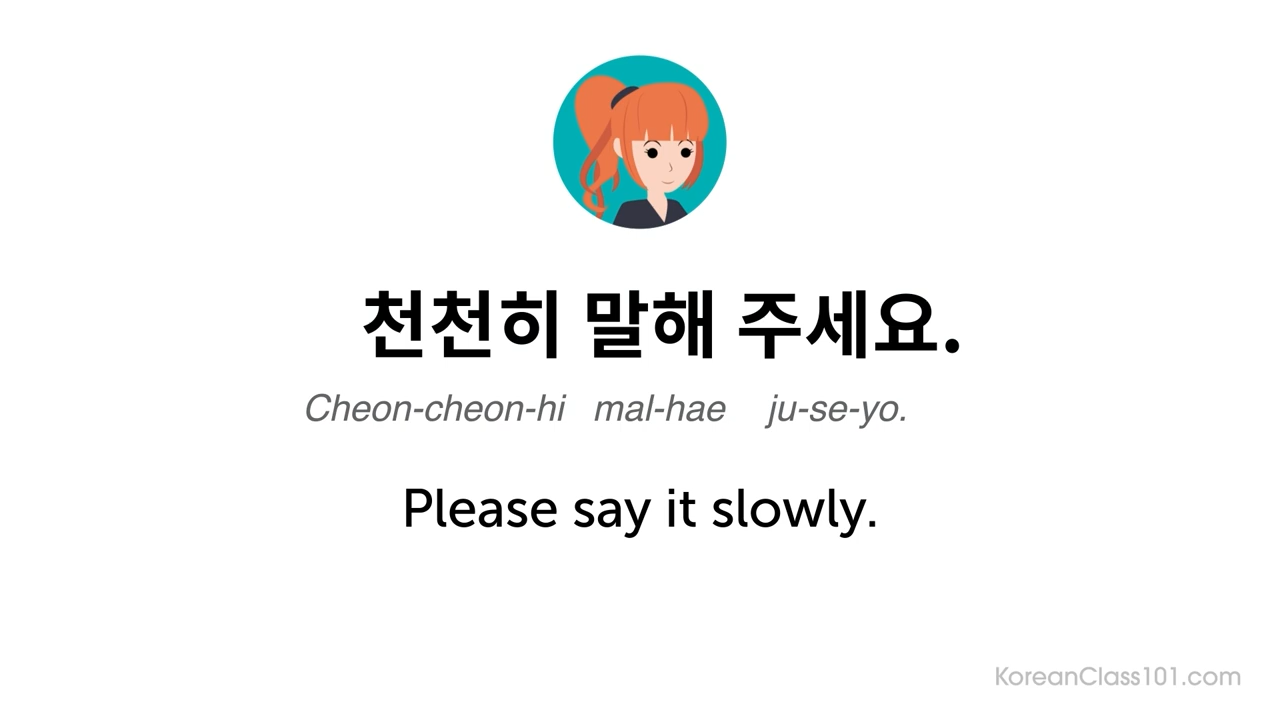 천천히 말해 주세요.
Cheon-cheon-hi mal-hae ju-se-yo.
Please say it slowly.
KoreanClass101.com